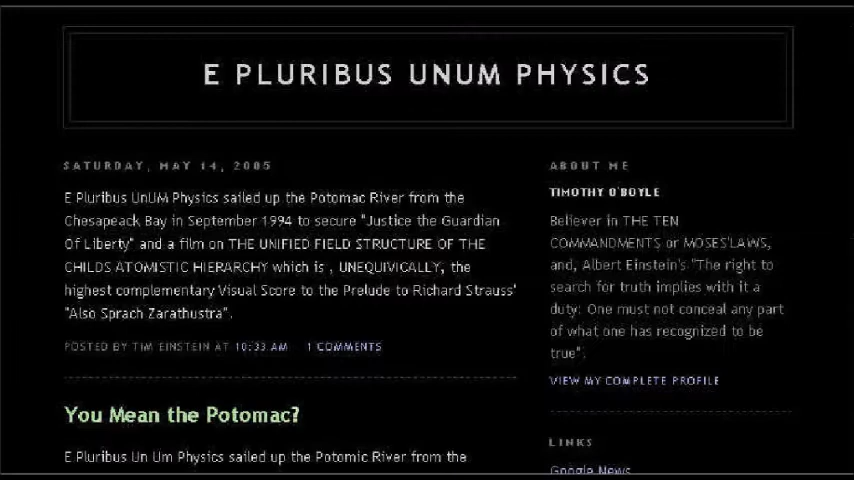 E PLURIBUS UNUM PHYSICS
SATURDAY, MAY 14, 2005
E Pluribus UnUM Physics sailed up the Potomac River from the
Chesapeack Bay in September 1994 to secure "Justice the Guardian
Of Liberty" and a film on THE UNIFIED FIELD STRUCTURE OF THE
CHILDS ATOMISTIC HIERARCHY which is , UNEQUIVICALLY, the
highest complementary Visual Score to the Prelude to Richard Strauss'
"Also Sprach Zarathustra".
POSTED BY TIM EINSTEIN AT 10:33 AM 1 COMMENTS
You Mean the Potomac?
E Pluribus Un Um Physics sailed up the Potomic River from the
ABOUT ME
TIMOTHY O'BOYLE
Believer in THE TEN
COMMANDMENTS or MOSES'LAWS,
and, Albert Einstein's "The right to
search for truth implies with it a
duty: One must not conceal any part
of what one has recognized to be
true".
VIEW MY COMPLETE PROFILE
LINKS
Google News